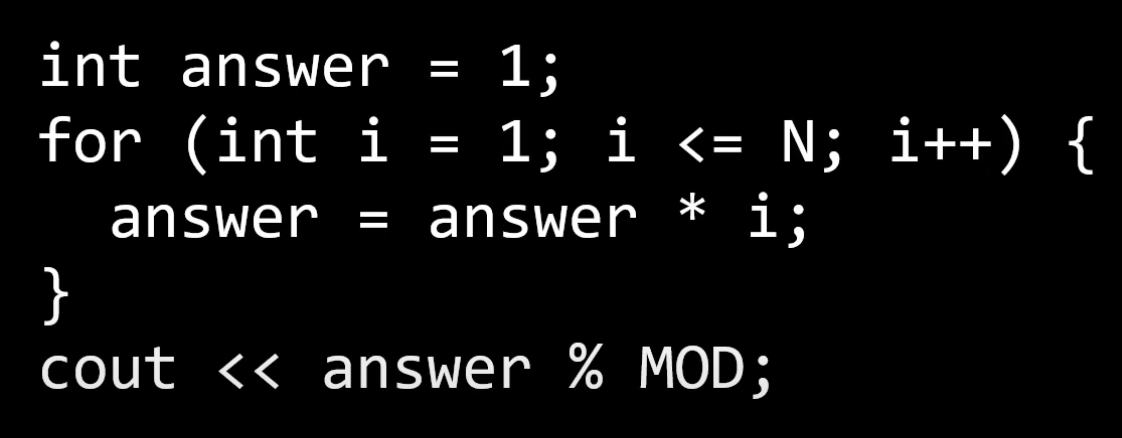 int answer = 1;
for (int i = 1; i <= N; i++) {
  answer = answer * i;
}
cout << answer % MOD;